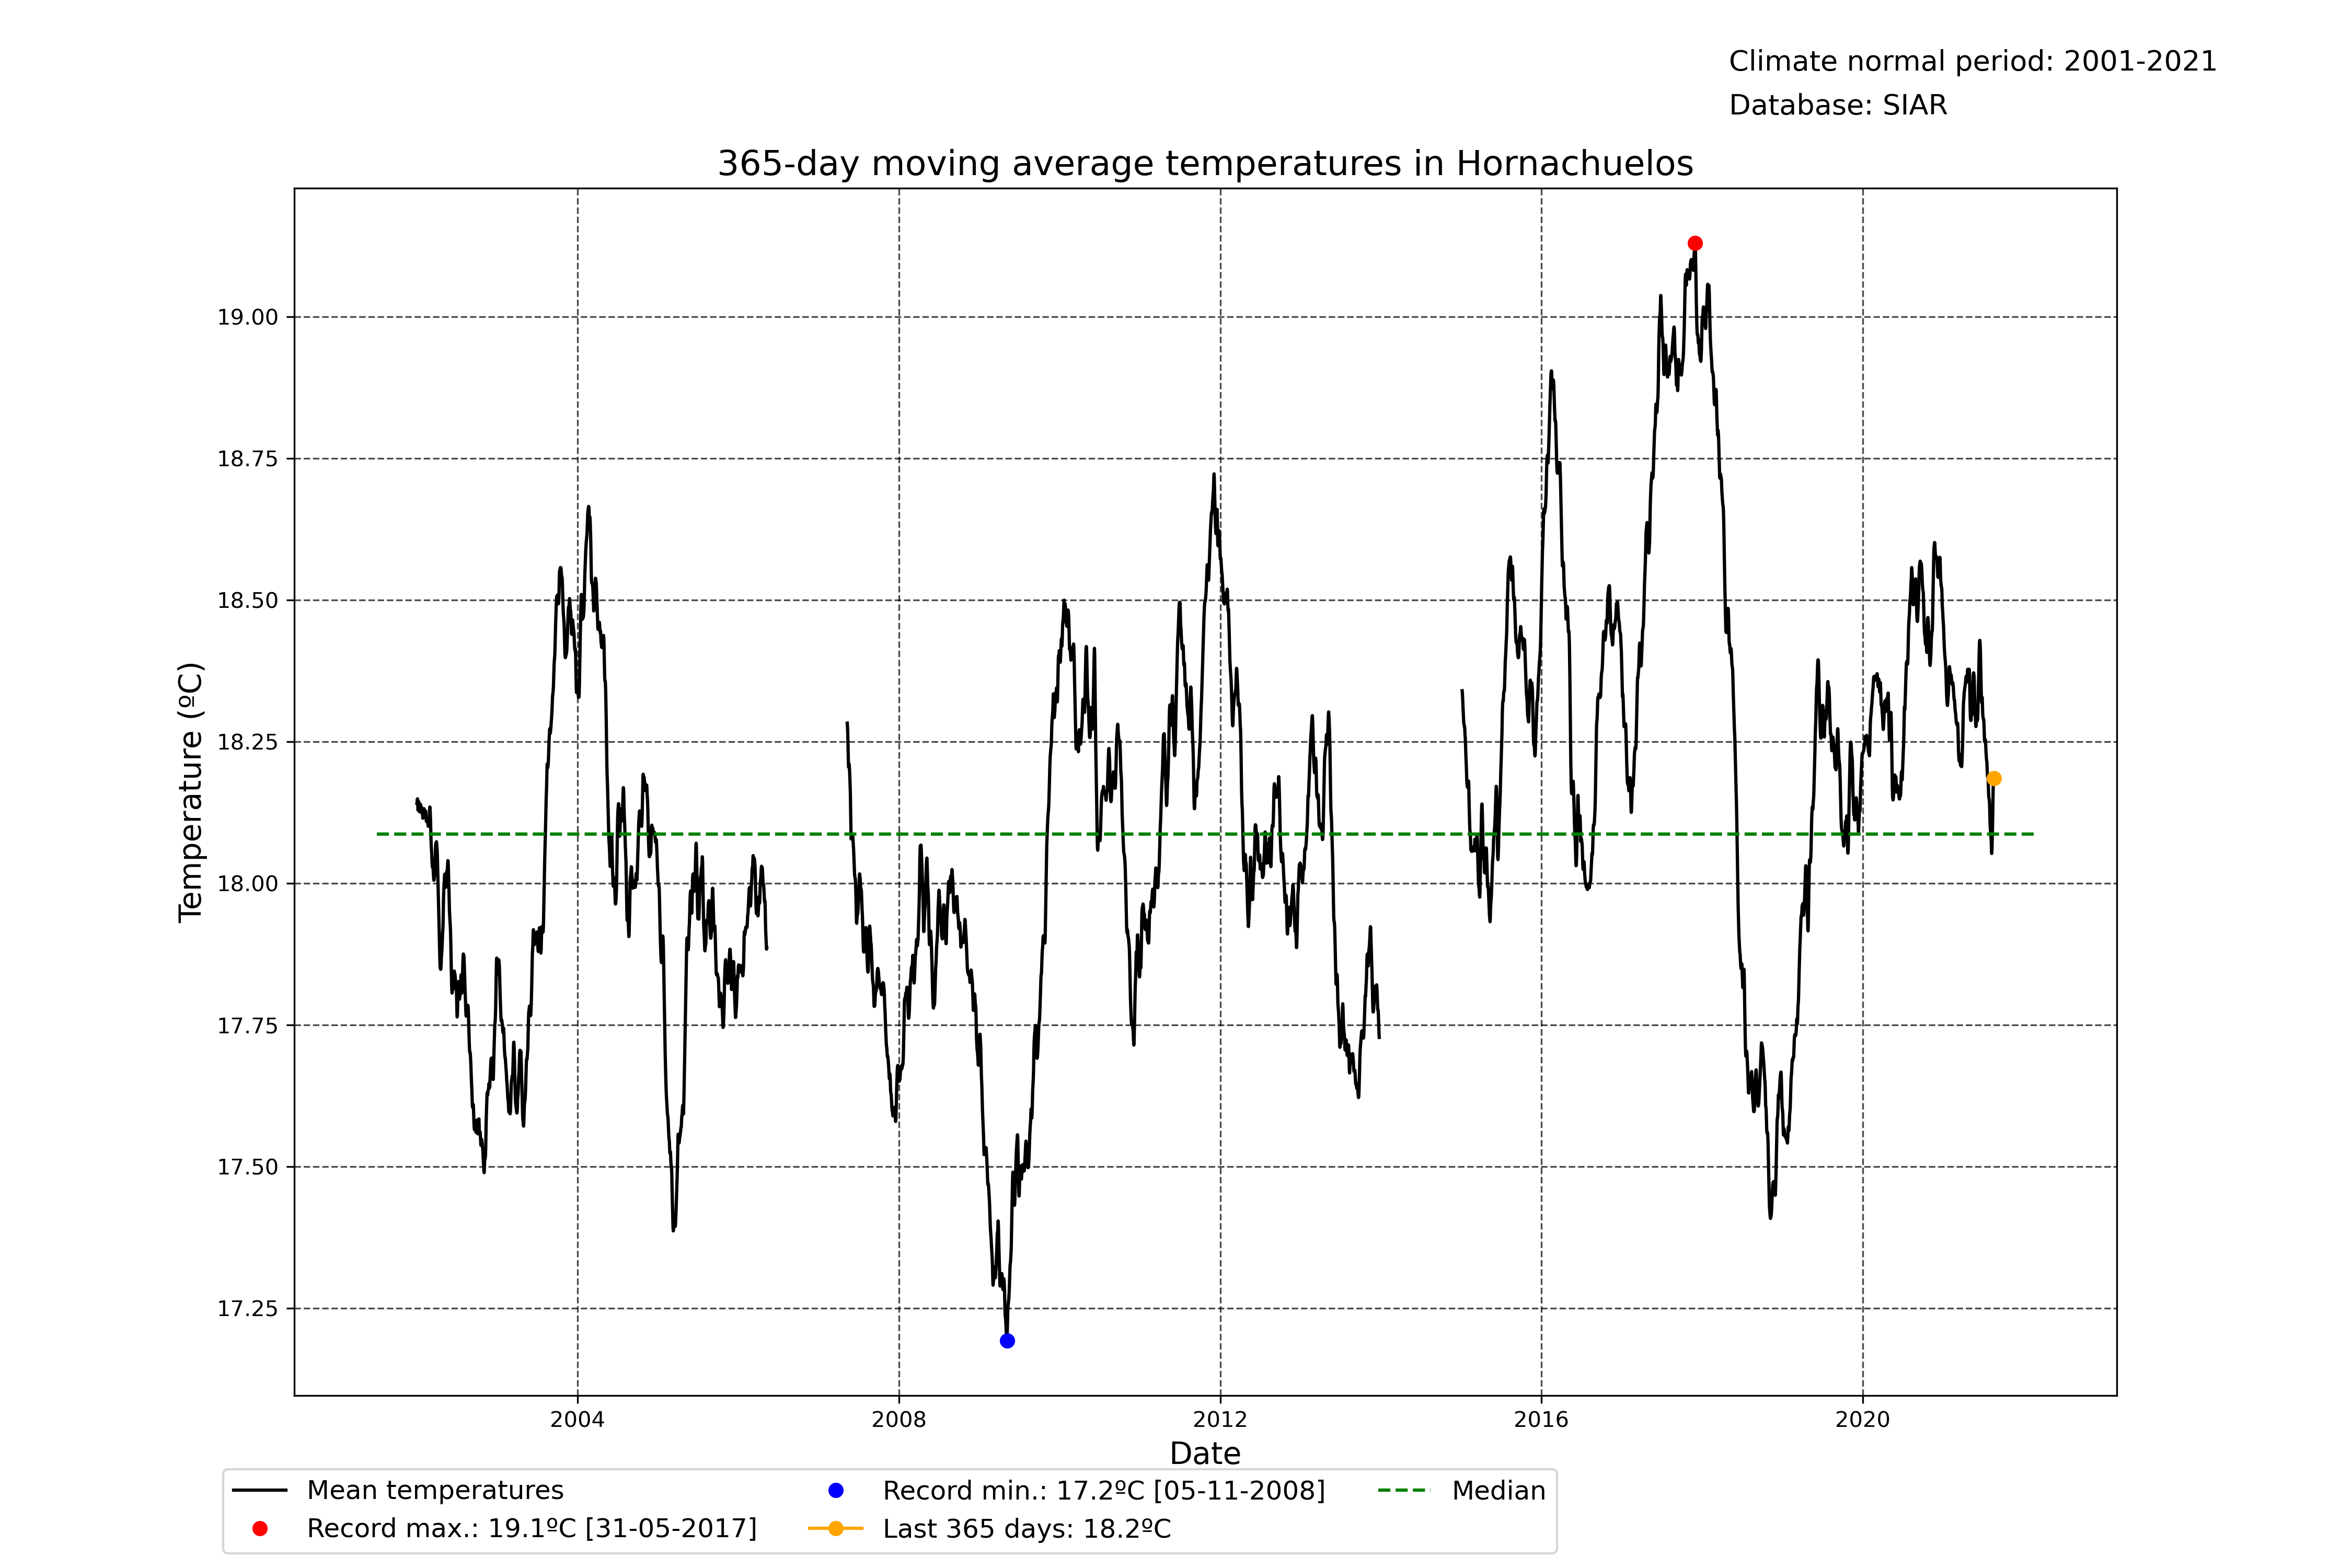 Climate normal period: 2001-2021
Database: SIAR
365-day moving average temperatures in Hornachuelos
Temperature (ºC)
19.00
18.75
18.50
18.25
18.00
17.75
17.50
17.25
2004 2008 2012 2016 2020
Date
Mean temperatures
Record max.: 19.1ºC [31-05-2017]
Record min.: 17.2ºC [05-11-2008]
Last 365 days: 18.2ºC
Median